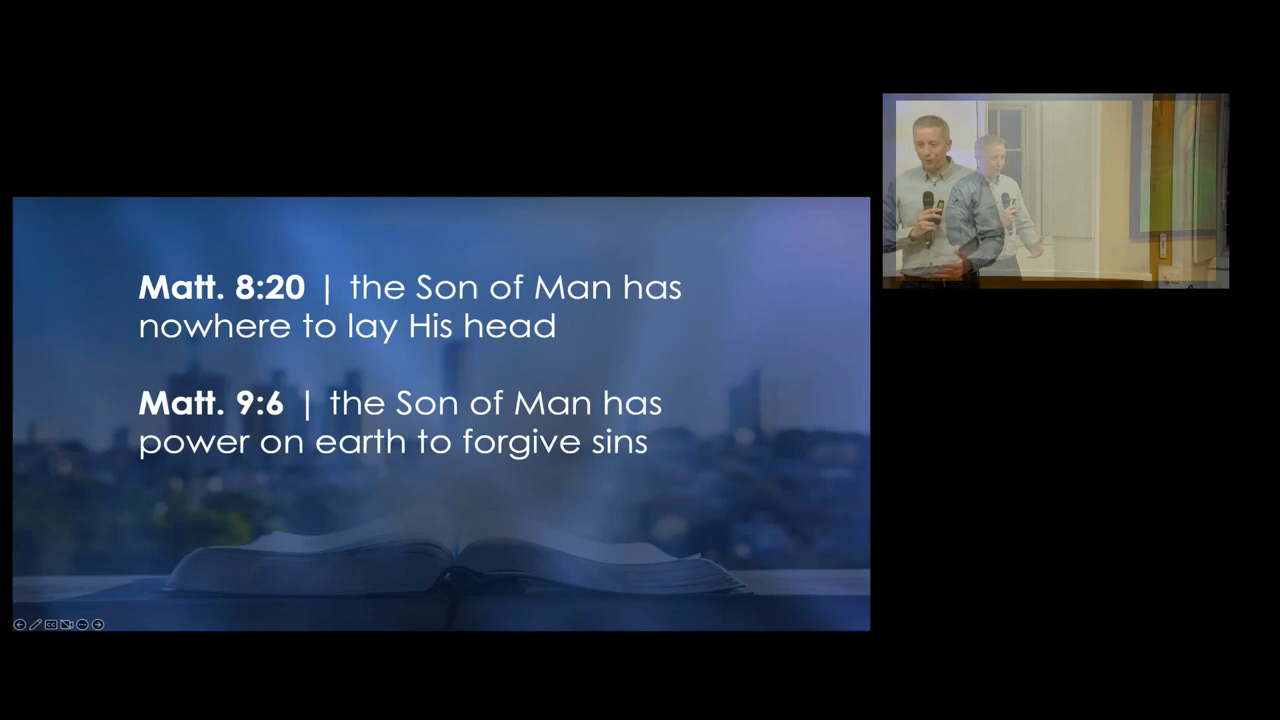 Matt. 8:20 | the Son of Man has
nowhere to lay His head
Matt. 9:6 | the Son of Man has
power on earth to forgive sins